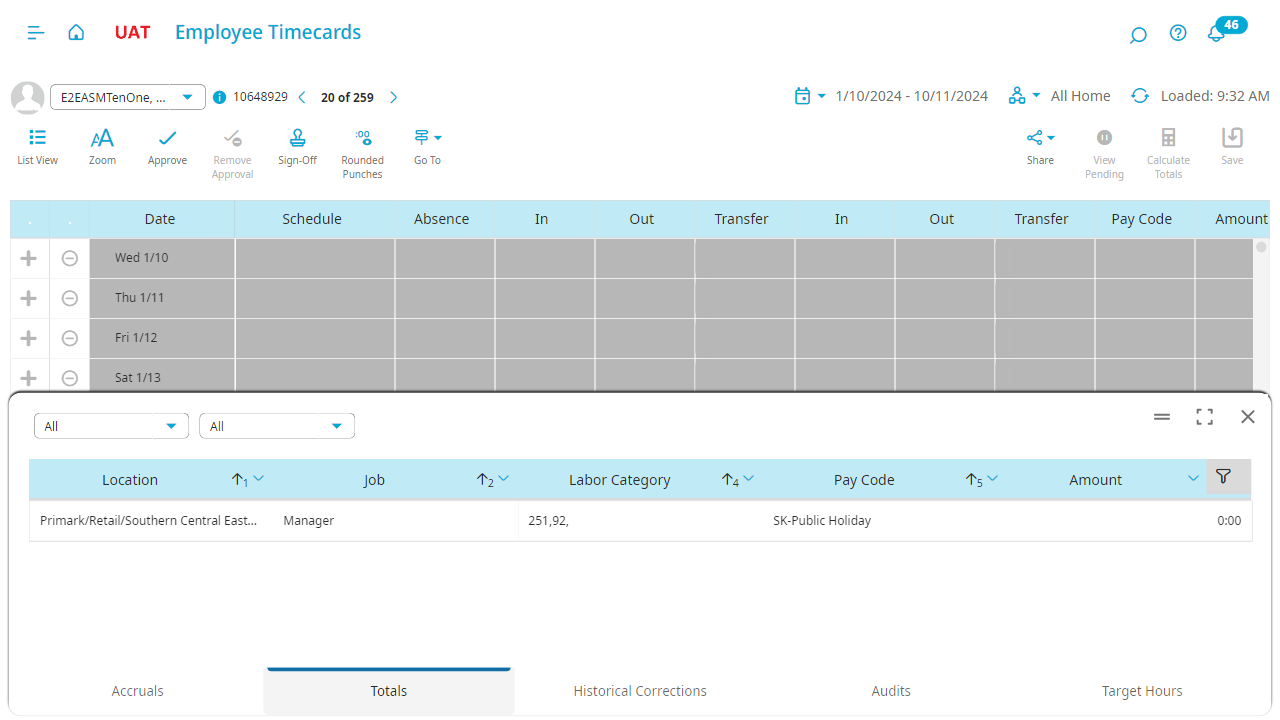 UAT Employee Timecards 46
E2EASMTenOne, ... 10648929 20 of 259 1/10/2024 - 10/11/2024 All Home Loaded: 9:32 AM
List View Zoom Approve Remove Approval Sign-Off :00 Rounded Punches Go To Share View Pending Calculate Totals Save
. . Date Schedule Absence In Out Transfer In Out Transfer Pay Code Amount
Wed 1/10
Thu 1/11
Fri 1/12
Sat 1/13
All All
Location 1 Job 2 Labor Category 4 Pay Code 5 Amount
Primark/Retail/Southern Central East... Manager 251,92, SK-Public Holiday 0:00
Accruals Totals Historical Corrections Audits Target Hours